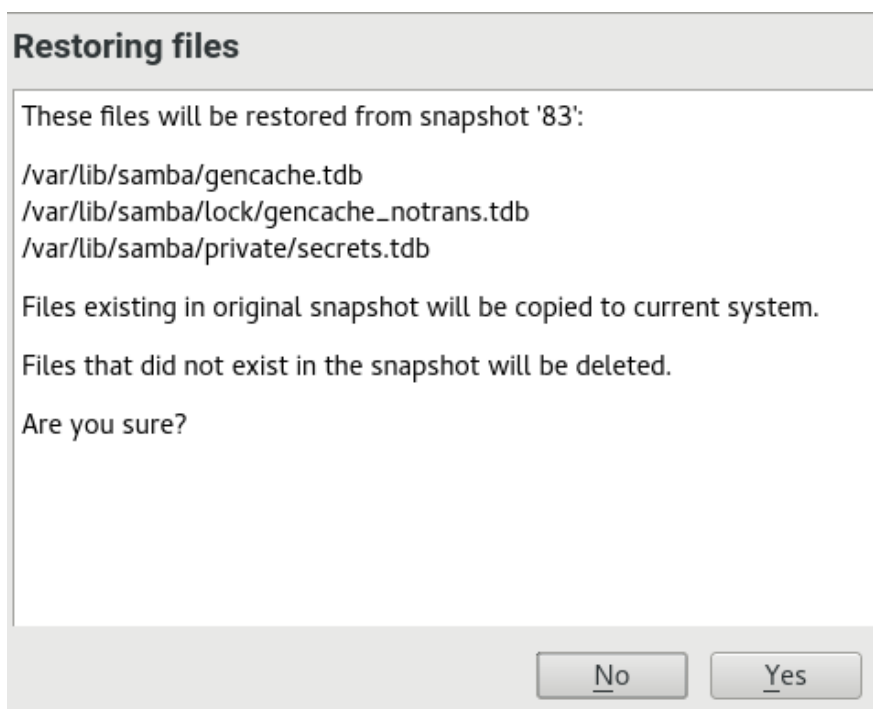 Restoring files
These files will be restored from snapshot '83':
/var/lib/samba/gencache.tdb
/var/lib/samba/lock/gencache_notrans.tdb
/var/lib/samba/private/secrets.tdb
Files existing in original snapshot will be copied to current system.
Files that did not exist in the snapshot will be deleted.
Are you sure?
No
Yes